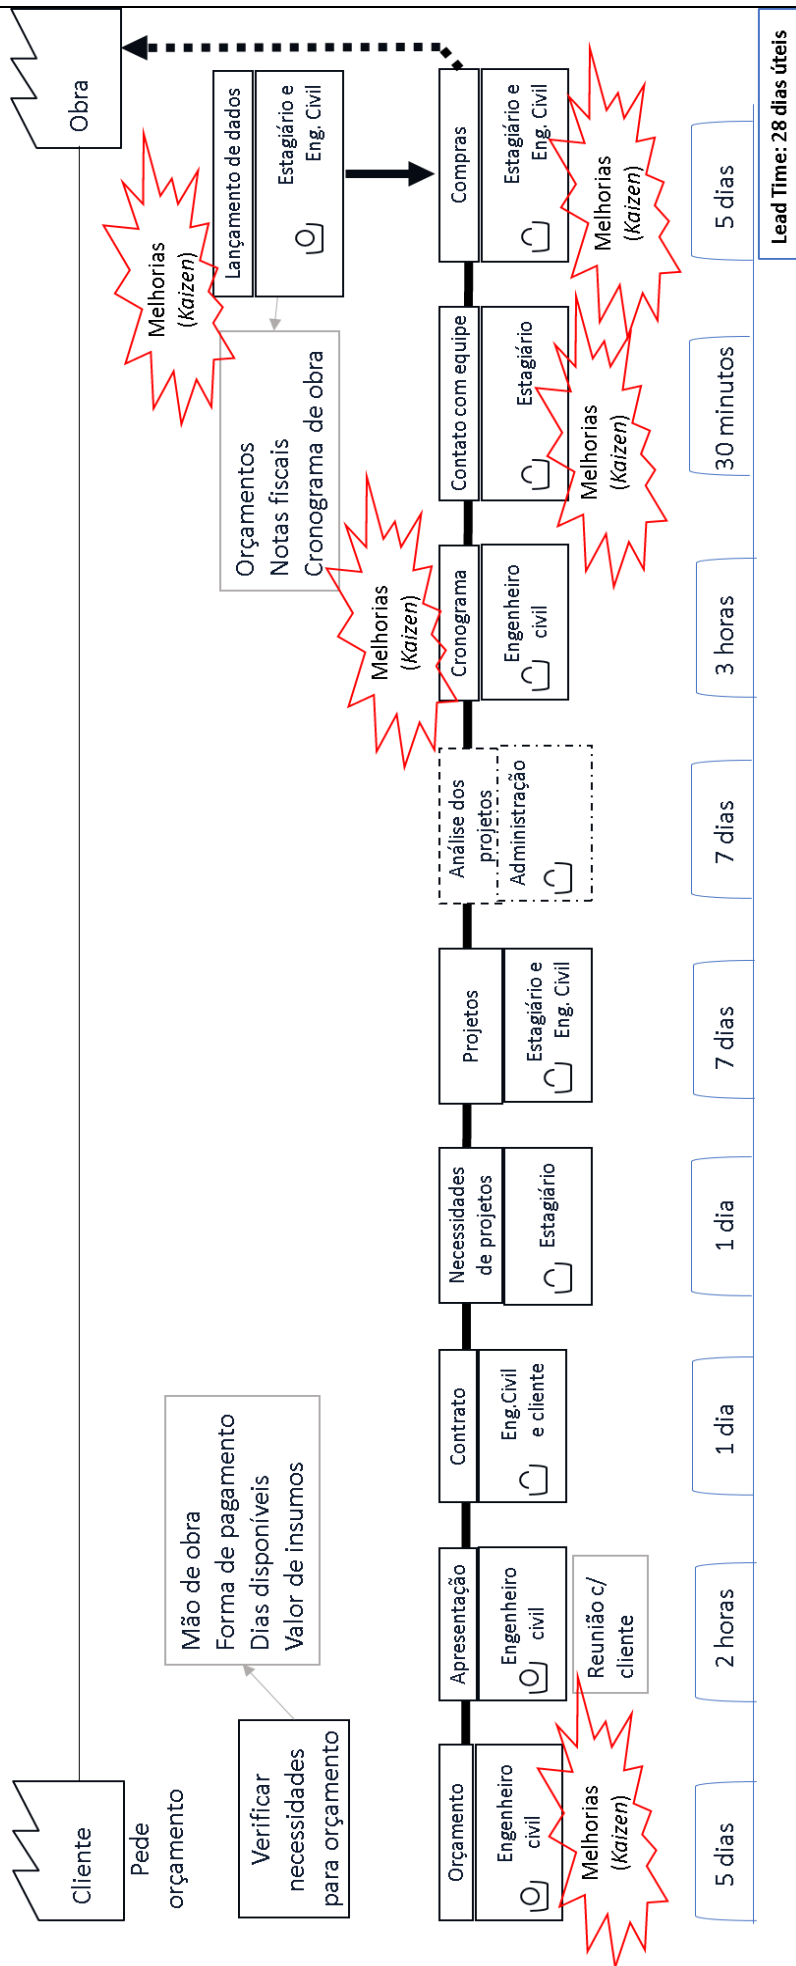 Cliente
Pede
orçamento
Verificar
necessidades
para orçamento
Mão de obra
Forma de pagamento
Dias disponíveis
Valor de insumos
Obra
Melhorias
(Kaizen)
Lançamento de dados
Estagiário e
Eng. Civil
Orçamentos
Notas fiscais
Cronograma de obra
Melhorias
(Kaizen)
Orçamento
Engenheiro
civil
Melhorias
(Kaizen)
Apresentação
Engenheiro
civil
Reunião c/
cliente
Contrato
Eng.Civil
e cliente
Necessidades
de projetos
Estagiário
Projetos
Estagiário e
Eng. Civil
Análise dos
projetos
Administração
Cronograma
Engenheiro
civil
Contato com equipe
Estagiário
Melhorias
(Kaizen)
Compras
Estagiário e
Eng. Civil
Melhorias
(Kaizen)
5 dias
2 horas
1 dia
1 dia
7 dias
7 dias
3 horas
30 minutos
5 dias
Lead Time: 28 dias úteis